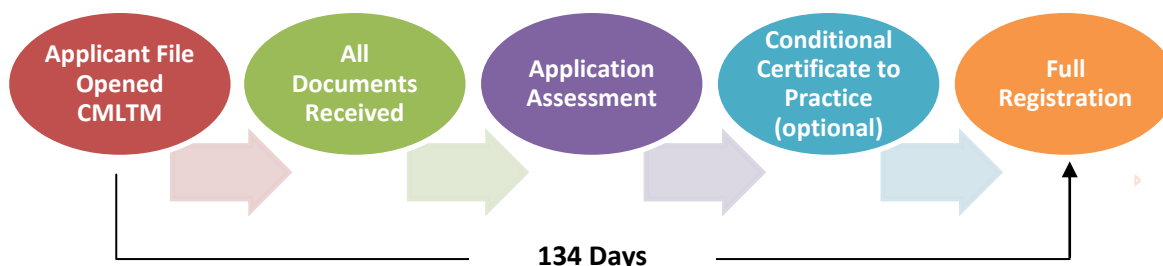 Applicant File
Opened
CMLTM
All
Documents
Received
Application
Assessment
Conditional
Certificate to
Practice
(optional)
Full
Registration
134 Days